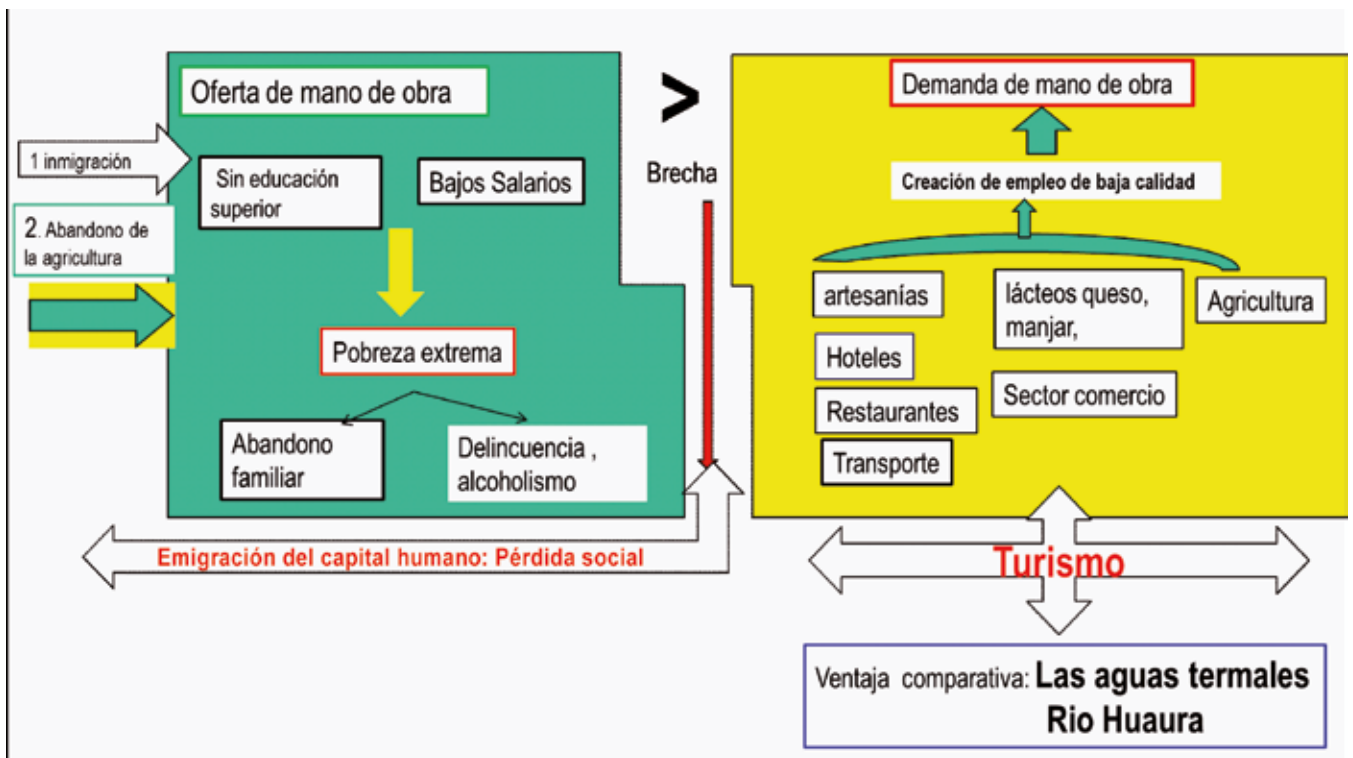 Oferta de mano de obra
>
Demanda de mano de obra
1 inmigración
Sin educación
superior
Bajos Salarios
Brecha
Creación de empleo de baja calidad
2. Abandono de
la agricultura
artesanías
lácteos queso,
manjar,
Agricultura
Hoteles
Pobreza extrema
Sector comercio
Restaurantes
Abandono
familiar
Delincuencia ,
alcoholismo
Transporte
Emigración del capital humano: Pérdida social
Turismo
Ventaja comparativa: Las aguas termales
Rio Huaura